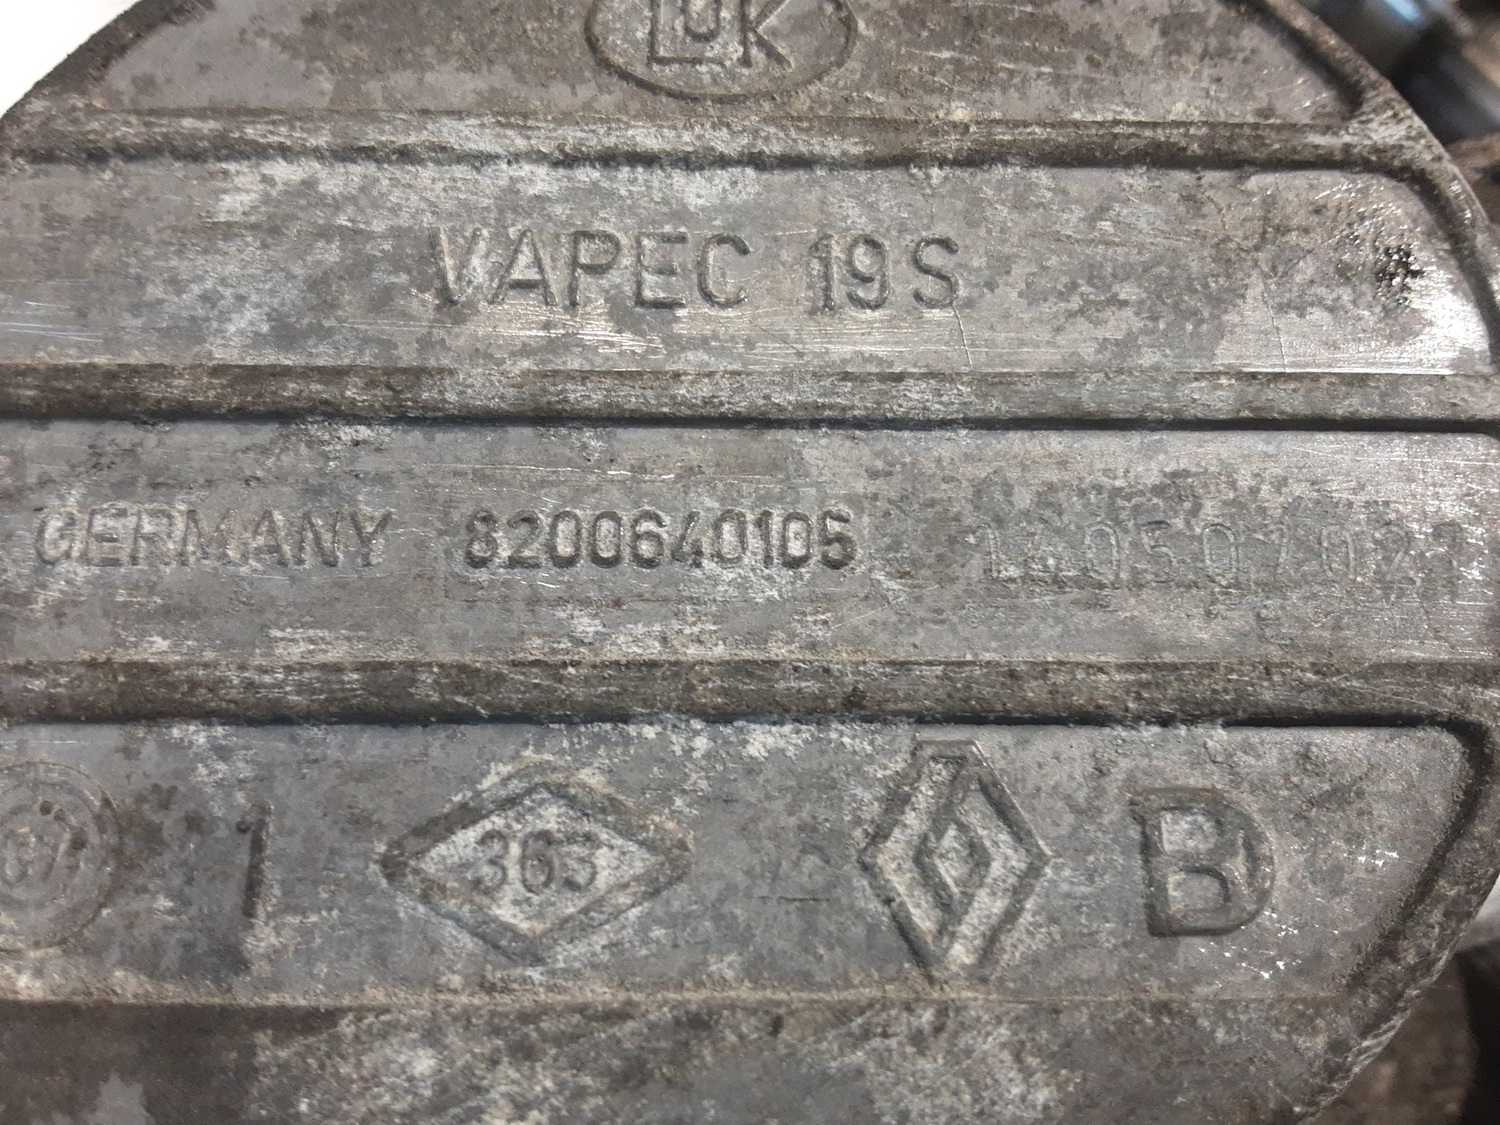 LuK
VAPEC 19S
GERMANY 8200640105
1 363 B